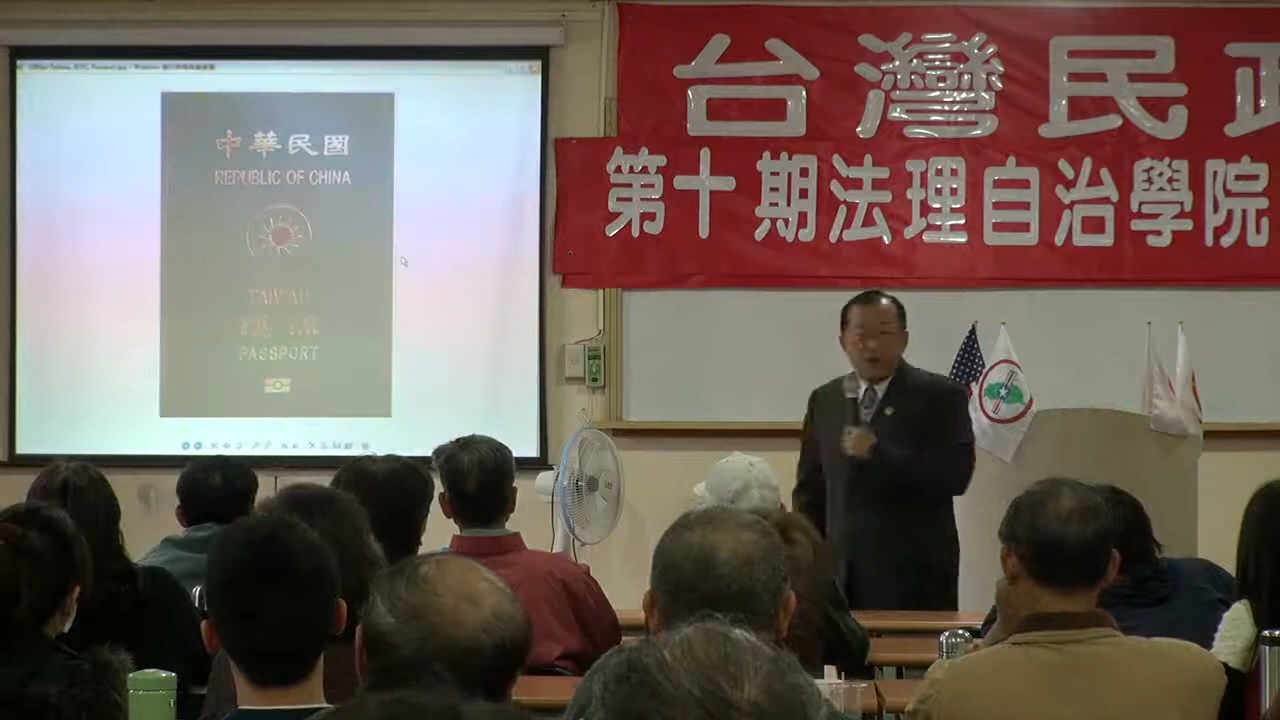 中華民國
REPUBLIC OF CHINA
TAIWAN
PASSPORT
台灣民政
第十期法理自治學院